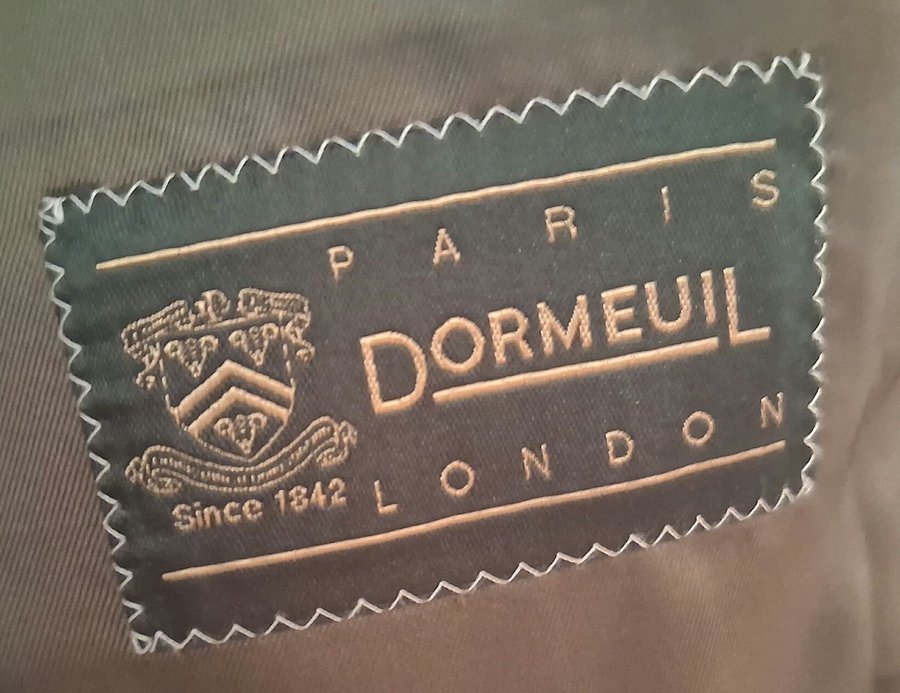 PARIS
DORMEUIL
LONDON
Since 1842